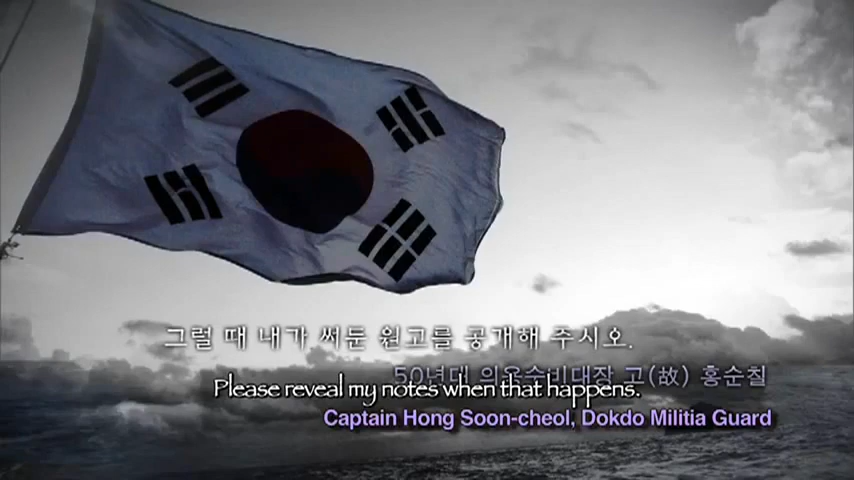 그럴 때 내가 써둔 원고를 공개해 주시오.
50년대 의용수비대장 고(故) 홍순칠
Please reveal my notes when that happens.
Captain Hong Soon-cheol, Dokdo Militia Guard